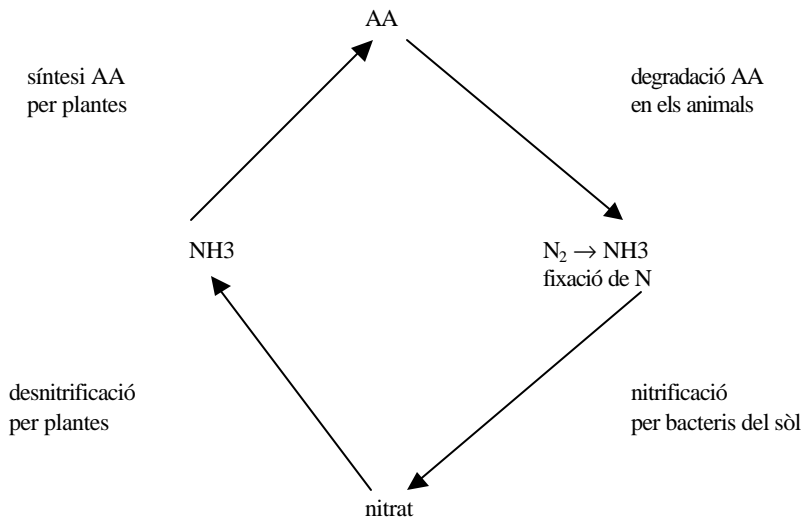 AA
síntesi AA
per plantes
degradació AA
en els animals
NH3
N₂ → NH3
fixació de N
desnitrificació
per plantes
nitrificació
per bacteris del sòl
nitrat